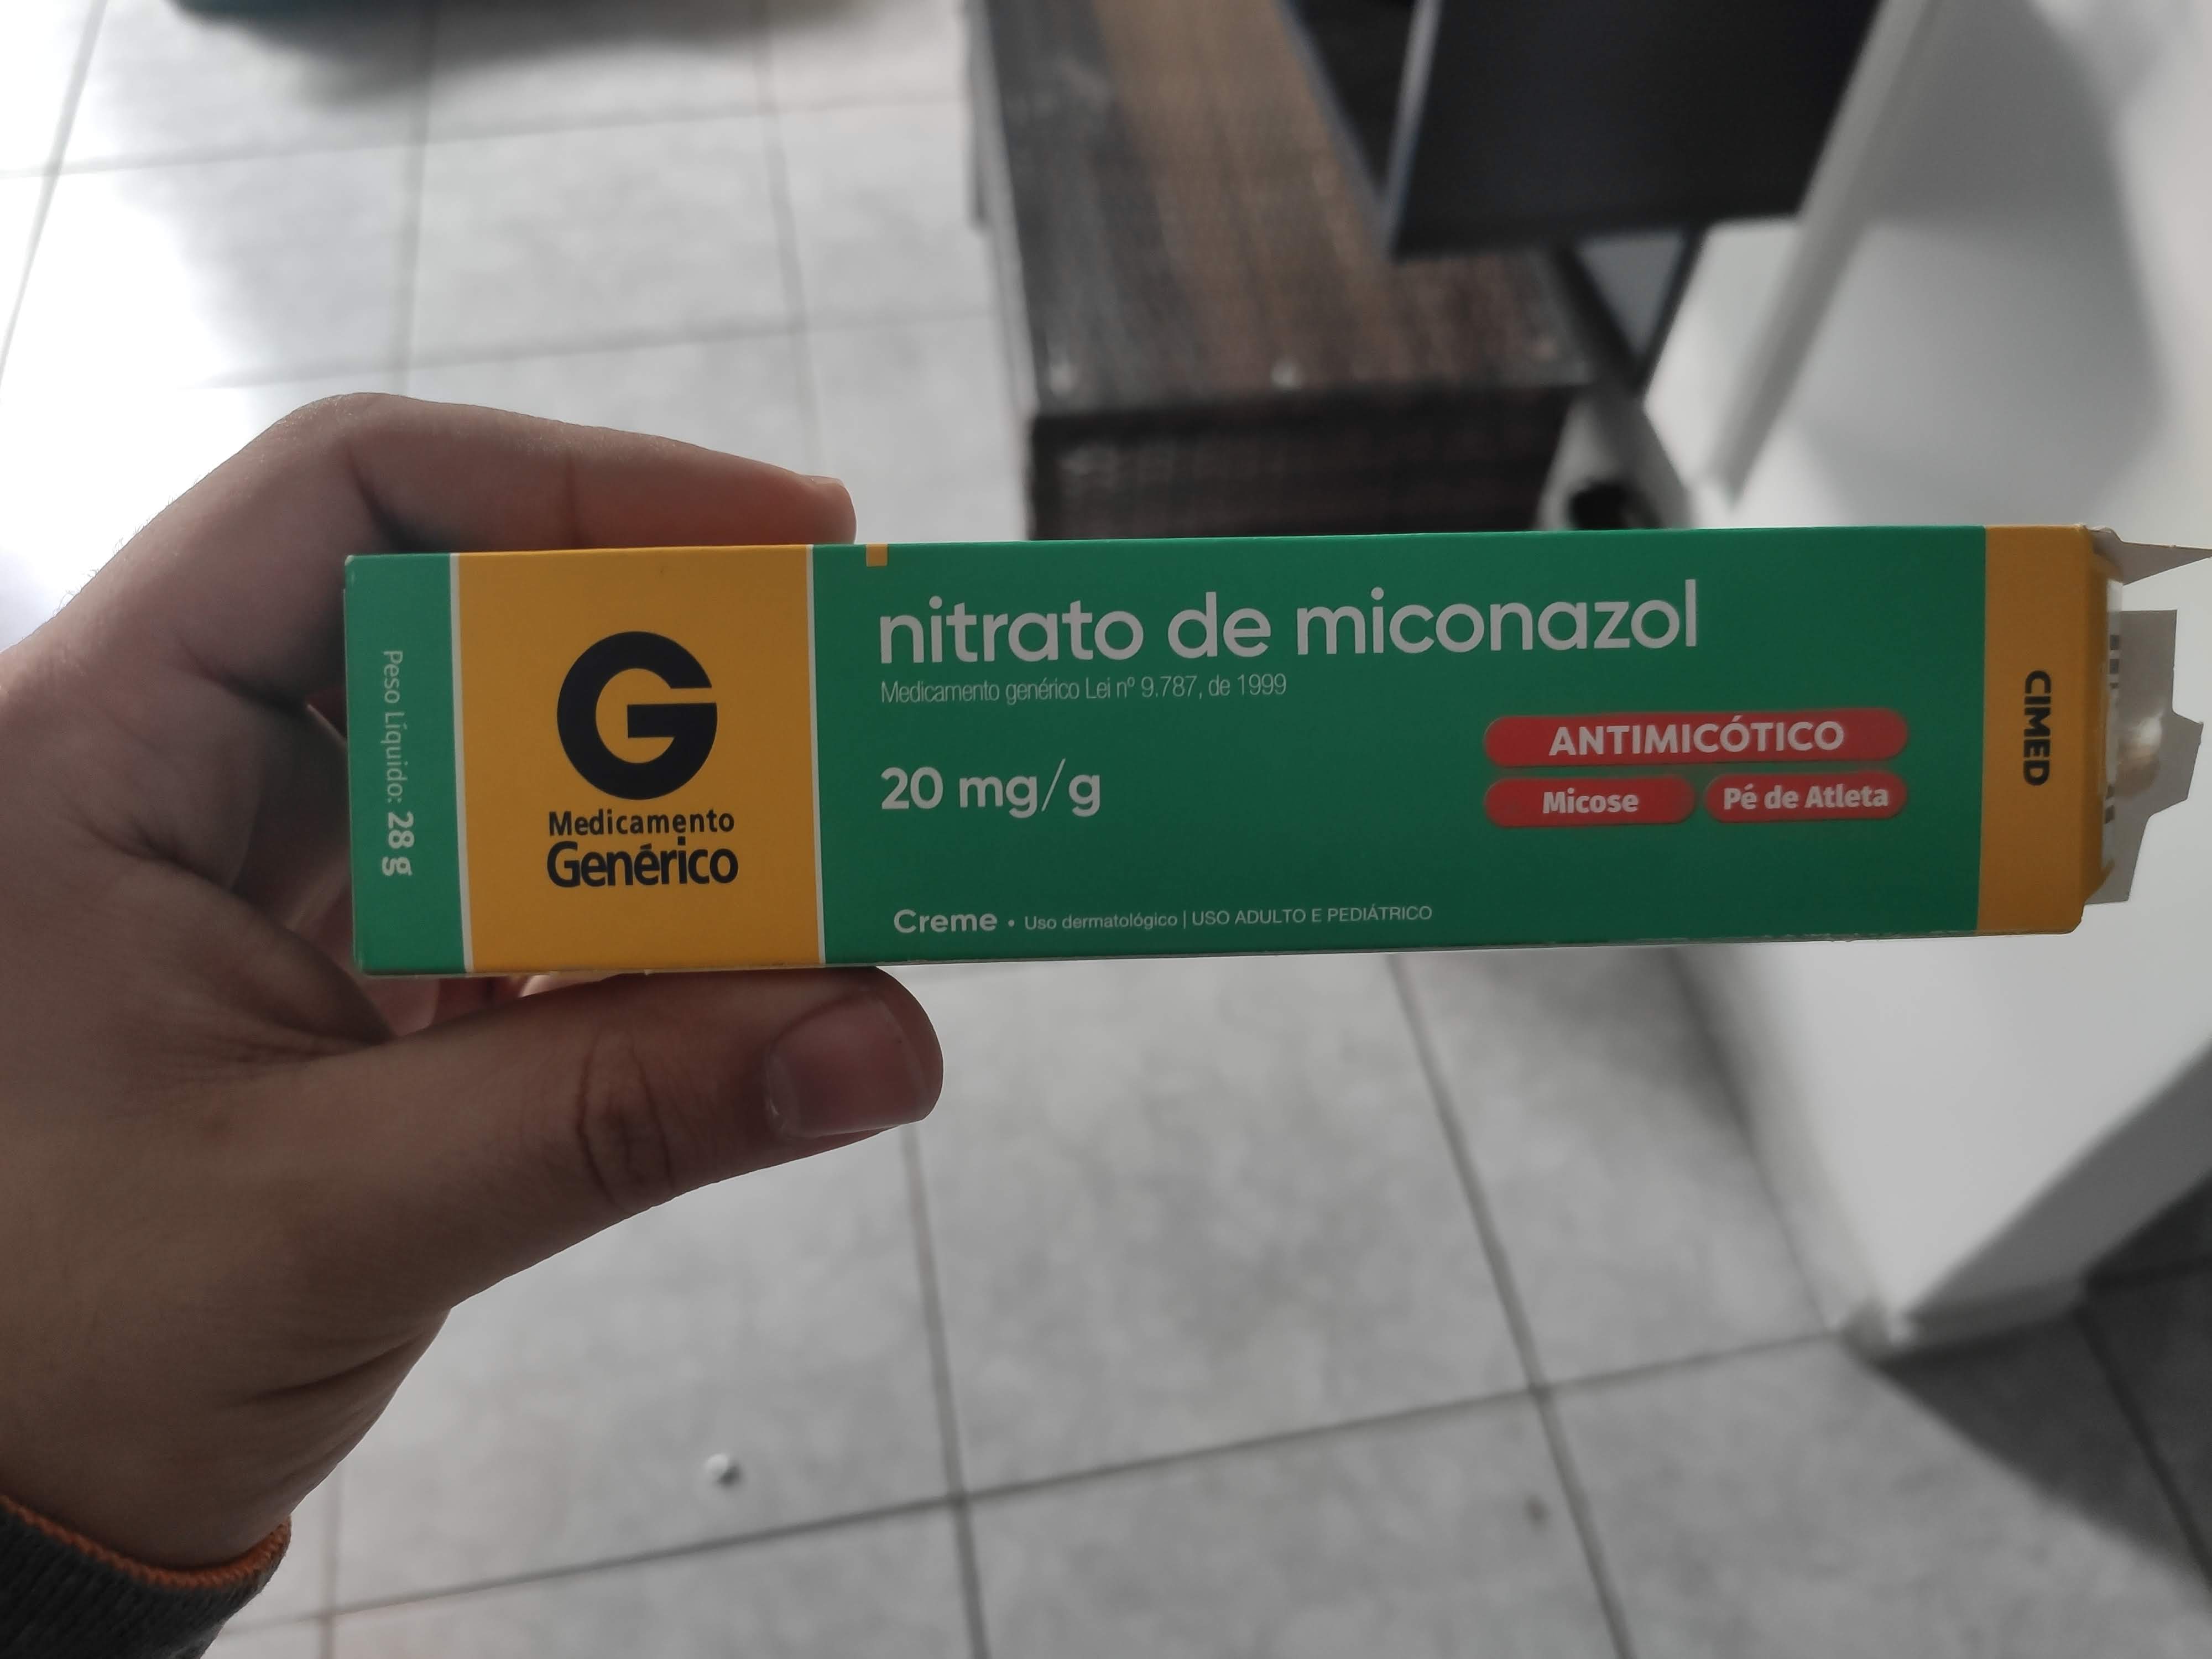 Peso Líquido: 28 g
G
Medicamento
Genérico
nitrato de miconazol
Medicamento genérico Lei nº 9.787, de 1999
20 mg/g
ANTIMICÓTICO
Micose
Pé de Atleta
Creme • Uso dermatológico | USO ADULTO E PEDIÁTRICO
CIMED